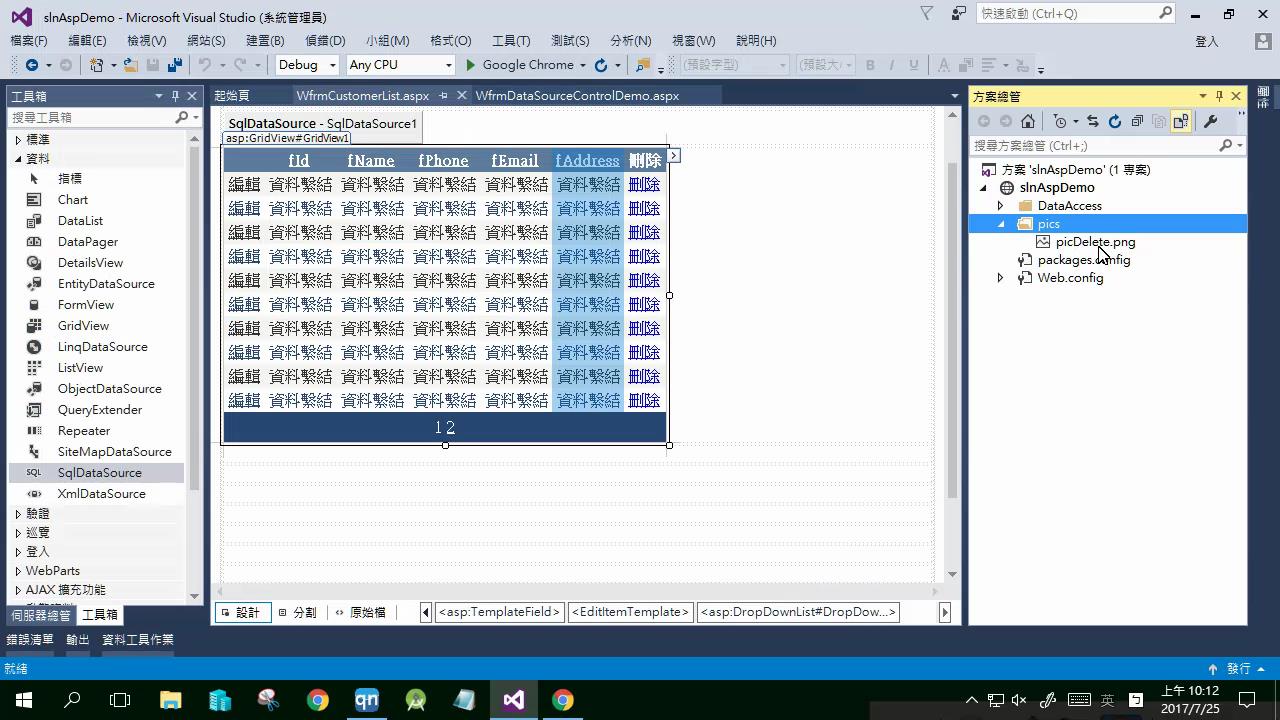 slnAspDemo - Microsoft Visual Studio (系統管理員)
快速啟動 (Ctrl+Q)
檔案(F) 編輯(E) 檢視(V) 網站(S) 建置(B) 偵錯(D) 小組(M) 格式(O) 工具(T) 測試(S) 分析(N) 視窗(W) 說明(H)
登入
Debug Any CPU Google Chrome (預設字型) (預設大 B I U A
工具箱
搜尋工具箱
標準
資料
指標
Chart
DataList
DataPager
DetailsView
EntityDataSource
FormView
GridView
LinqDataSource
ListView
ObjectDataSource
QueryExtender
Repeater
SiteMapDataSource
SQL SqlDataSource
XmlDataSource
驗證
巡覽
登入
WebParts
AJAX 擴充功能
伺服器總管 工具箱
起始頁 WfrmCustomerList.aspx WfrmDataSourceControlDemo.aspx
SqlDataSource - SqlDataSource1
asp:GridView#GridView1
fId fName fPhone fEmail fAddress 刪除
編輯 資料繫結 資料繫結 資料繫結 資料繫結 資料繫結 刪除
編輯 資料繫結 資料繫結 資料繫結 資料繫結 資料繫結 刪除
編輯 資料繫結 資料繫結 資料繫結 資料繫結 資料繫結 刪除
編輯 資料繫結 資料繫結 資料繫結 資料繫結 資料繫結 刪除
編輯 資料繫結 資料繫結 資料繫結 資料繫結 資料繫結 刪除
編輯 資料繫結 資料繫結 資料繫結 資料繫結 資料繫結 刪除
編輯 資料繫結 資料繫結 資料繫結 資料繫結 資料繫結 刪除
編輯 資料繫結 資料繫結 資料繫結 資料繫結 資料繫結 刪除
編輯 資料繫結 資料繫結 資料繫結 資料繫結 資料繫結 刪除
編輯 資料繫結 資料繫結 資料繫結 資料繫結 資料繫結 刪除
1 2
設計 分割 原始檔 <asp:TemplateField> <EditItemTemplate> <asp:DropDownList#DropDow...>
方案總管
搜尋方案總管 (Ctrl+;)
方案 'slnAspDemo' (1 專案)
slnAspDemo
DataAccess
pics
picDelete.png
packages.config
Web.config
錯誤清單 輸出 資料工具作業
就緒
發行
qn
英
上午 10:12
2017/7/25